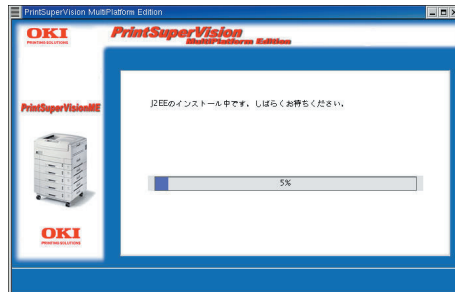 PrintSuperVision MultiPlatform Edition
OKI
PRINTING SOLUTIONS
PrintSuperVision
MultiPlatform Edition
PrintSuperVisionME
J2EEのインストール中です。しばらくお待ちください。
5%
OKI
PRINTING SOLUTIONS